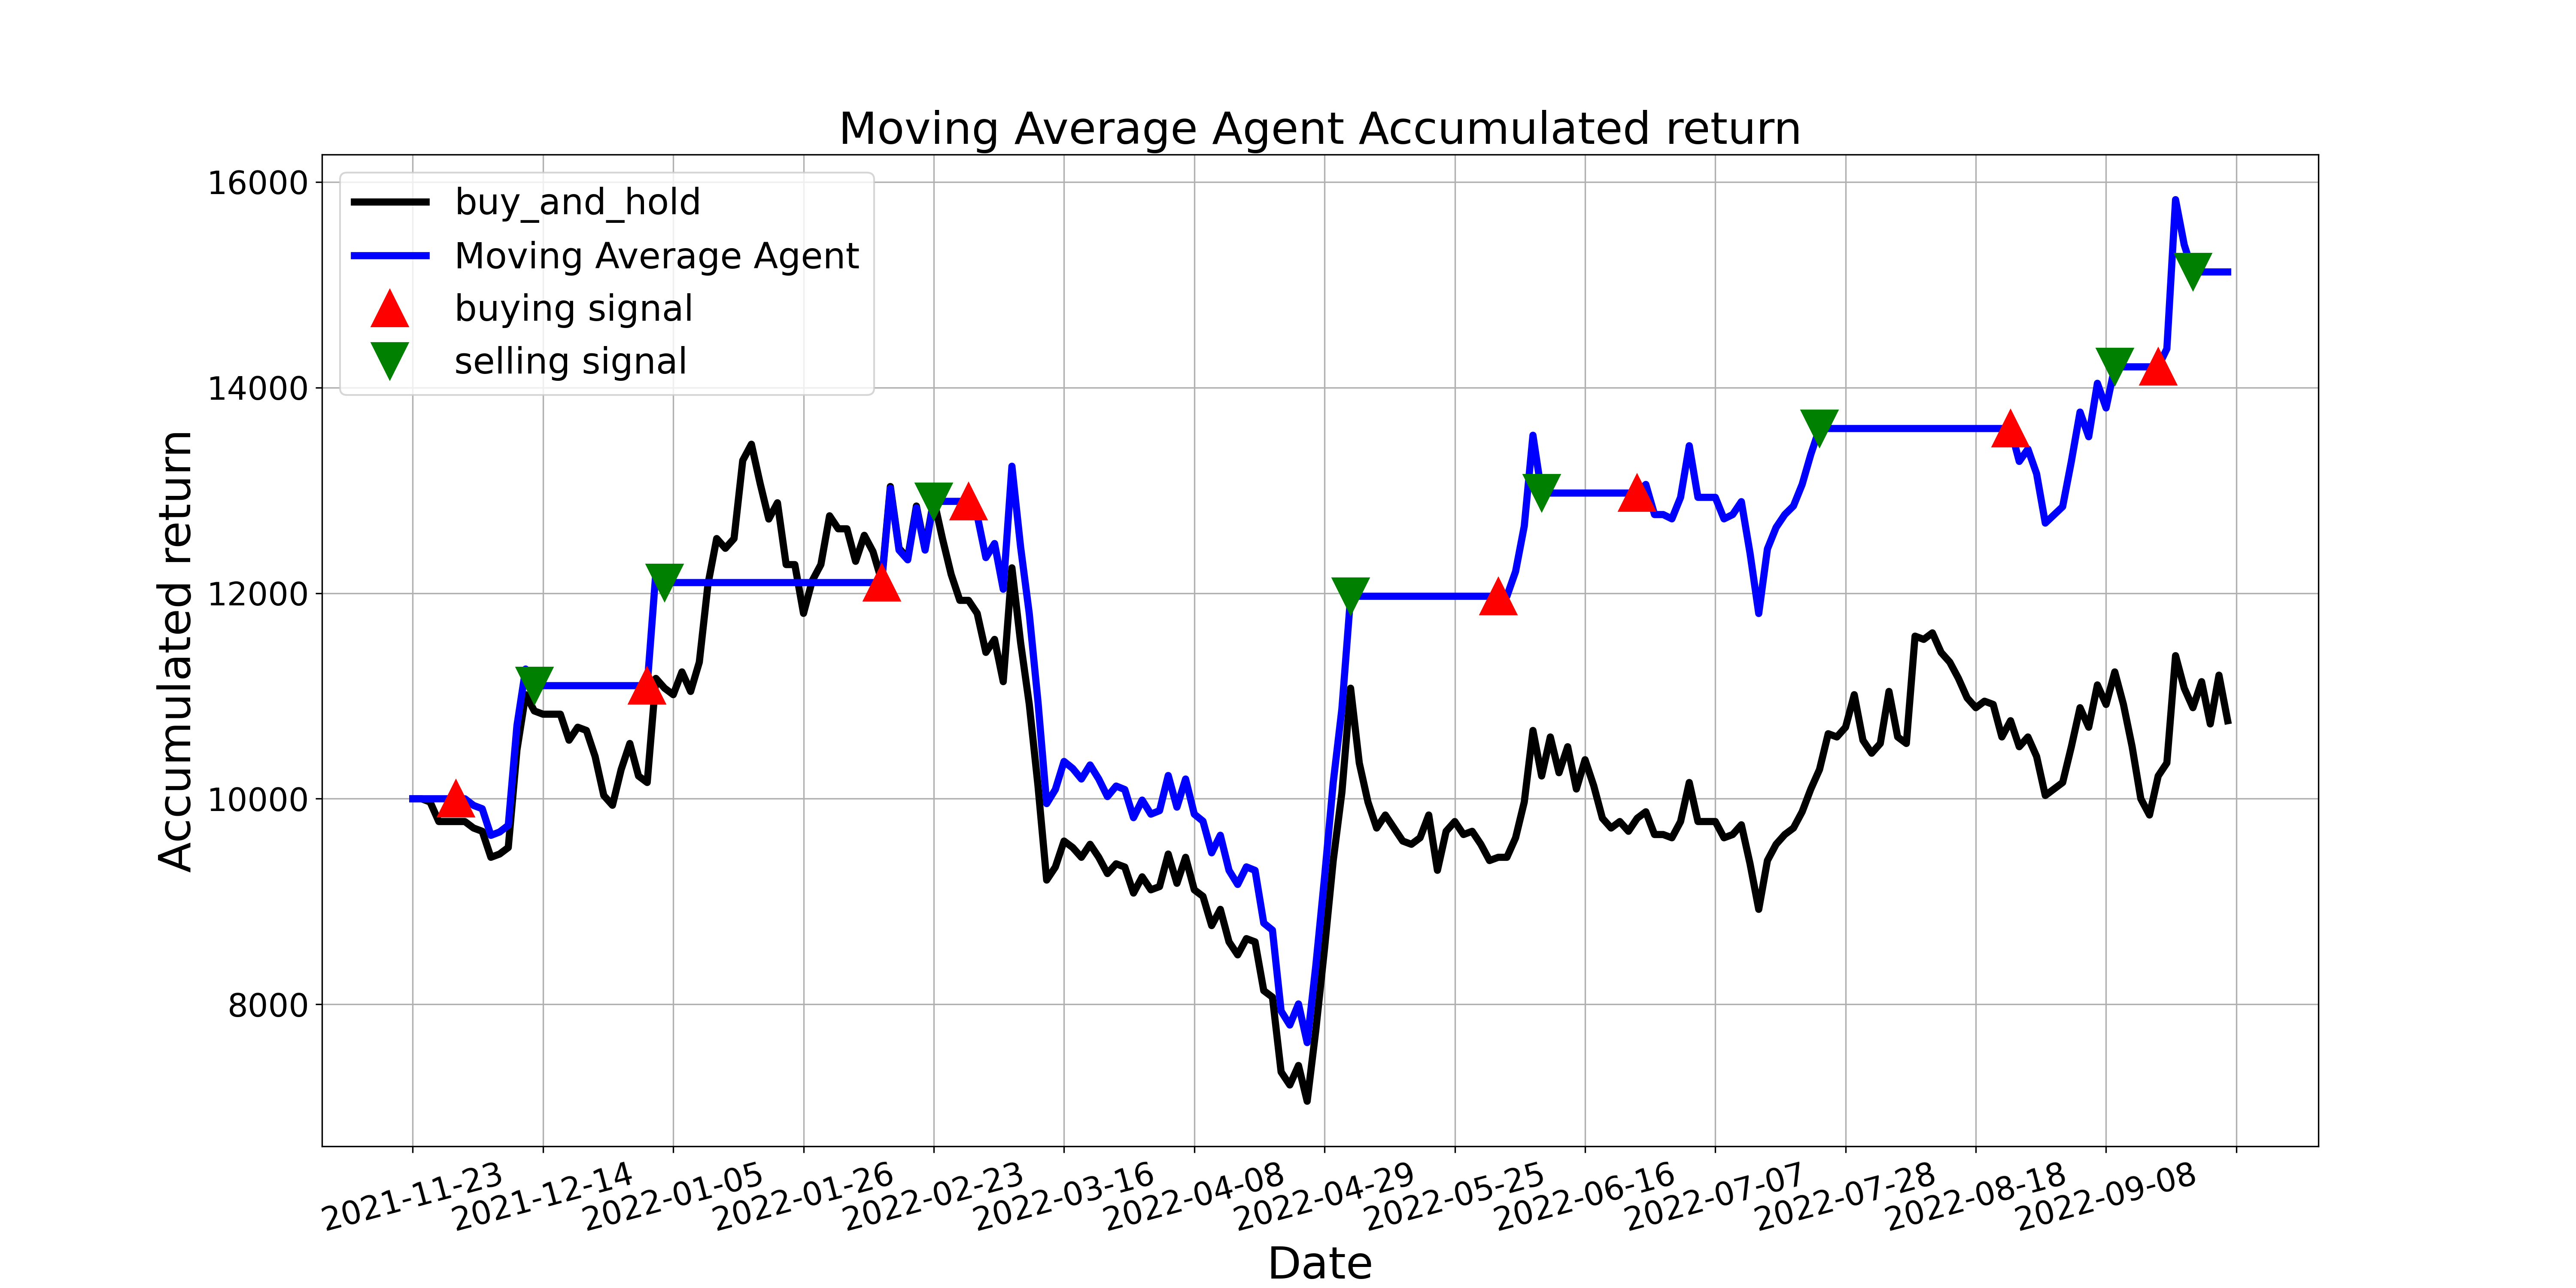 Moving Average Agent Accumulated return
16000
14000
12000
10000
8000
Accumulated return
buy_and_hold
Moving Average Agent
buying signal
selling signal
2021-11-23
2021-12-14
2022-01-05
2022-01-26
2022-02-23
2022-03-16
2022-04-08
2022-04-29
2022-05-25
2022-06-16
2022-07-07
2022-07-28
2022-08-18
2022-09-08
Date